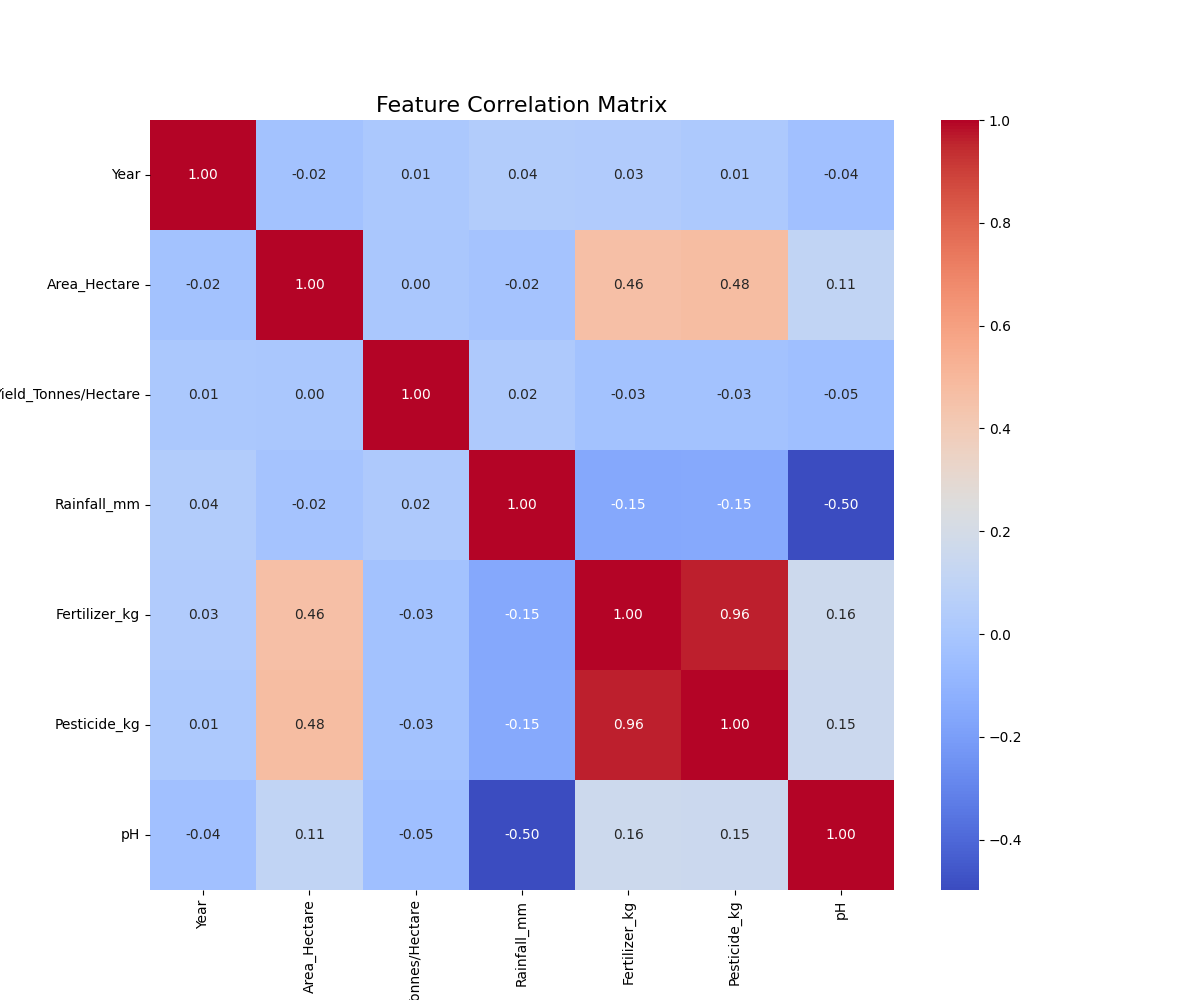 Feature Correlation Matrix
Year 1.00 -0.02 0.01 0.04 0.03 0.01 -0.04
Area_Hectare -0.02 1.00 0.00 -0.02 0.46 0.48 0.11
ield_Tonnes/Hectare 0.01 0.00 1.00 0.02 -0.03 -0.03 -0.05
Rainfall_mm 0.04 -0.02 0.02 1.00 -0.15 -0.15 -0.50
Fertilizer_kg 0.03 0.46 -0.03 -0.15 1.00 0.96 0.16
Pesticide_kg 0.01 0.48 -0.03 -0.15 0.96 1.00 0.15
pH -0.04 0.11 -0.05 -0.50 0.16 0.15 1.00
Year
Area_Hectare
onnes/Hectare
Rainfall_mm
Fertilizer_kg
Pesticide_kg
pH
1.0
0.8
0.6
0.4
0.2
0.0
−0.2
−0.4